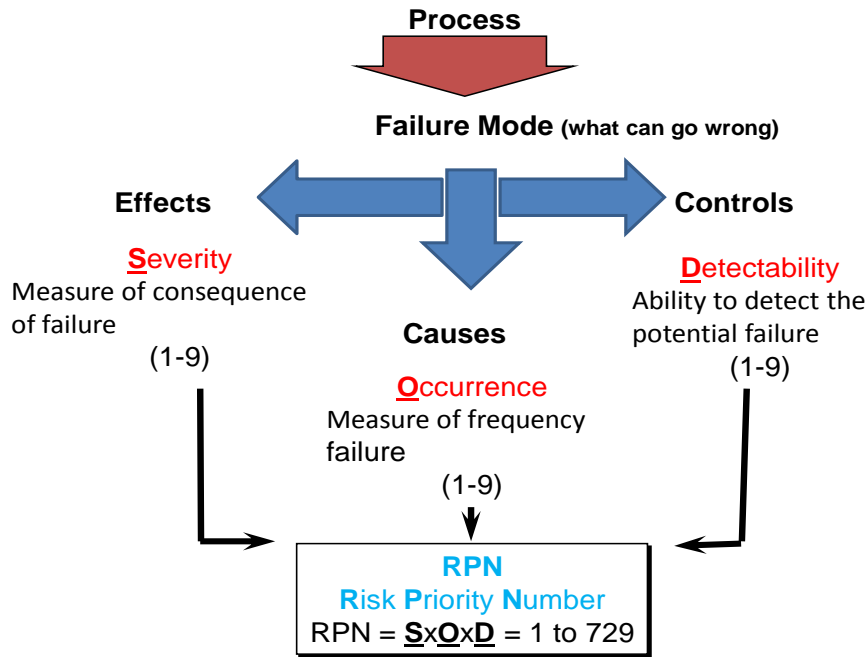 Process
Failure Mode (what can go wrong)
Effects
Severity
Measure of consequence
of failure
(1-9)
Causes
Occurrence
Measure of frequency
failure
(1-9)
Controls
Detectability
Ability to detect the
potential failure
(1-9)
RPN
Risk Priority Number
RPN = SxOxD = 1 to 729